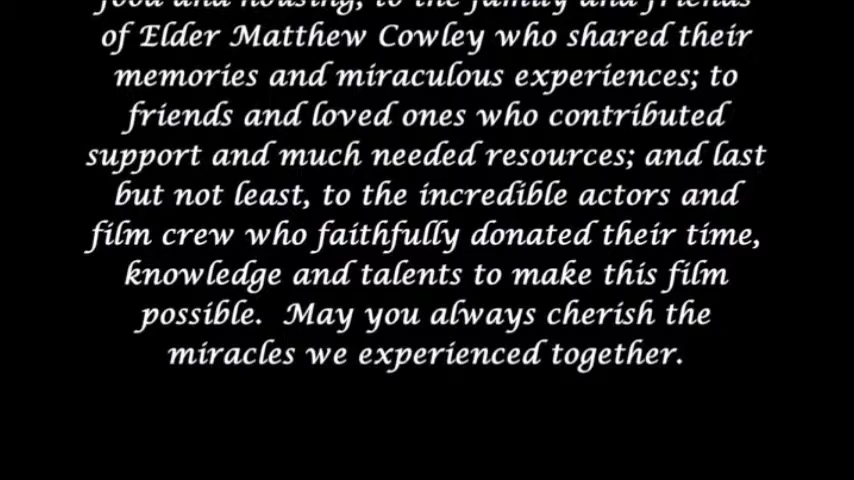 food and housing; to the family and friends
of Elder Matthew Cowley who shared their
memories and miraculous experiences; to
friends and loved ones who contributed
support and much needed resources; and last
but not least, to the incredible actors and
film crew who faithfully donated their time,
knowledge and talents to make this film
possible.  May you always cherish the
miracles we experienced together.